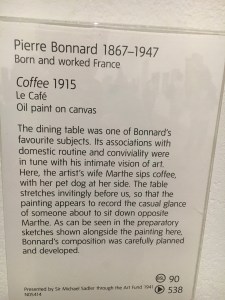 Pierre Bonnard 1867–1947
Born and worked France
Coffee 1915
Le Café
Oil paint on canvas
The dining table was one of Bonnard's
favourite subjects. Its associations with
domestic routine and conviviality were
in tune with his intimate vision of art.
Here, the artist's wife Marthe sips coffee,
with her pet dog at her side. The table
stretches invitingly before us, so that the
painting appears to record the casual glance
of someone about to sit down opposite
Marthe. As can be seen in the preparatory
sketches shown alongside the painting here,
Bonnard's composition was carefully planned
and developed.
90
Presented by Sir Michael Sadler through the Art Fund 1941
N05414
538